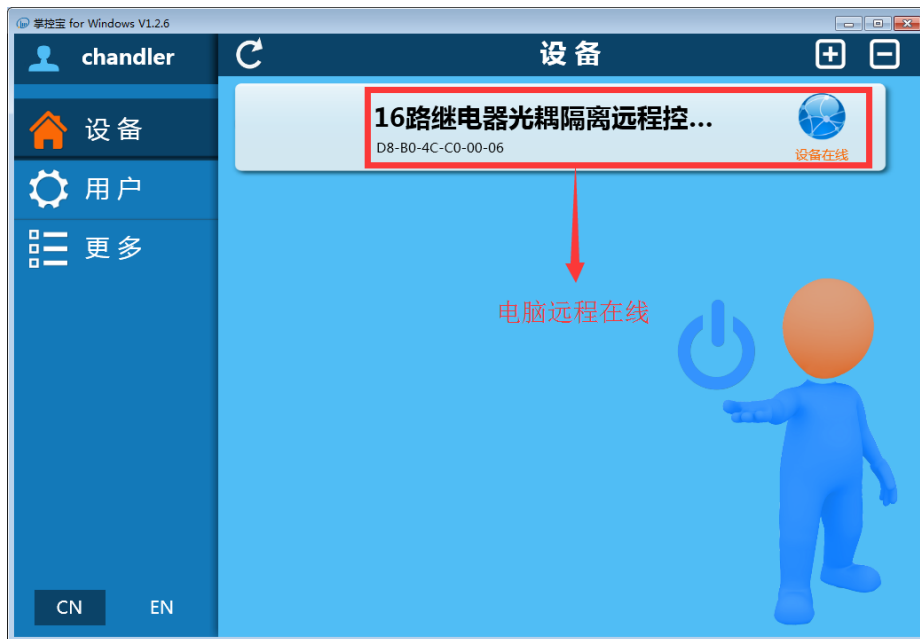 掌控宝 for Windows V1.2.6
chandler
设备
设备
用户
更多
16路继电器光耦隔离远程控...
D8-B0-4C-C0-00-06
设备在线
电脑远程在线
CN
EN